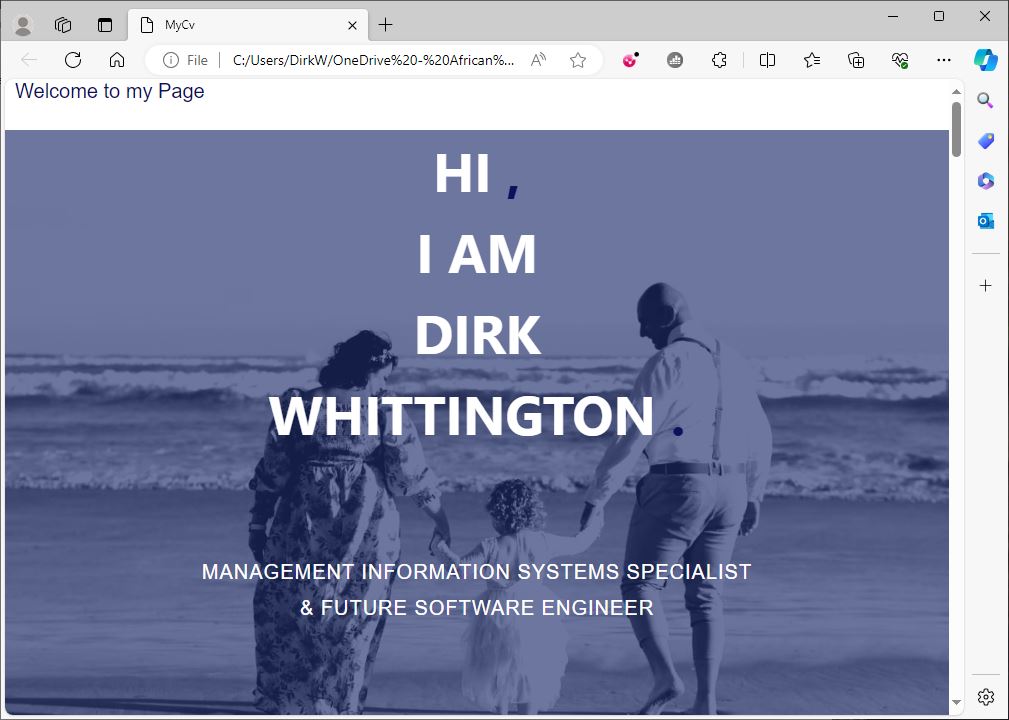 MyCv
File
C:/Users/DirkW/OneDrive%20-%20African%...
Welcome to my Page
HI ,
I AM
DIRK
WHITTINGTON .
MANAGEMENT INFORMATION SYSTEMS SPECIALIST
& FUTURE SOFTWARE ENGINEER